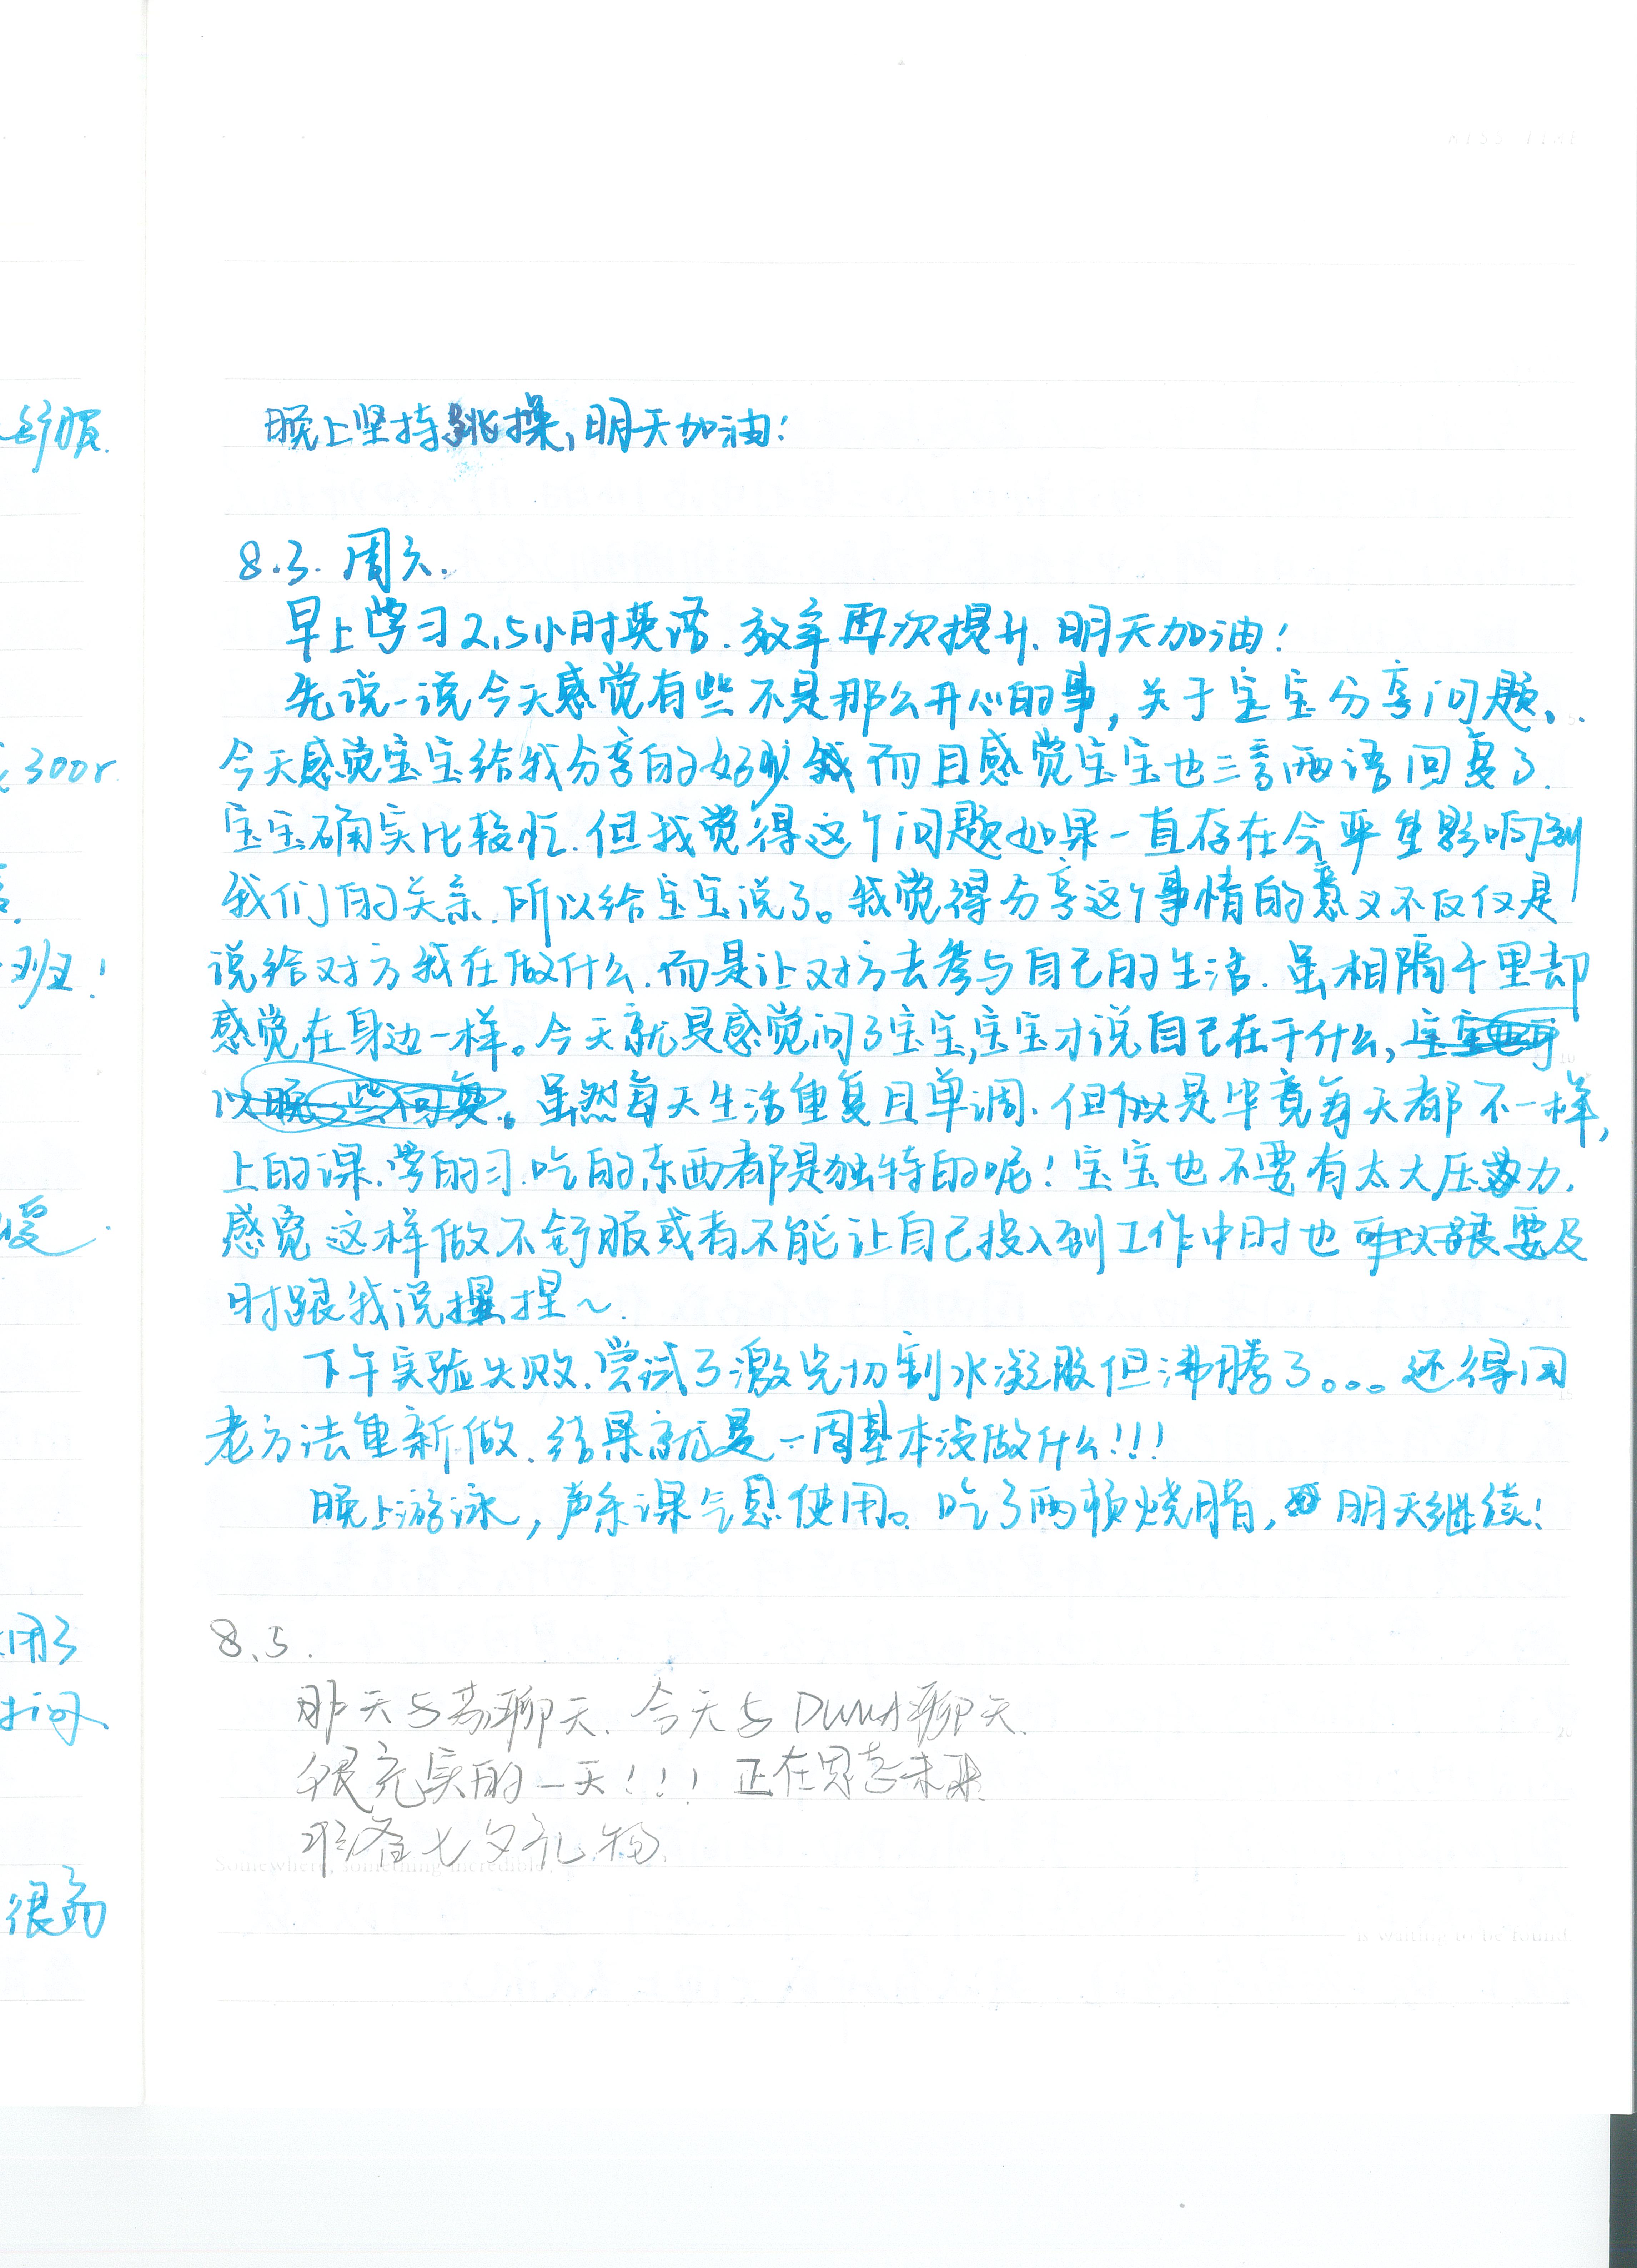 舒服.
300r
班！
爱.
闭了
打闹.
很高
晚上坚持跳操，明天加油！
8.3. 周六.
早上学习2.5小时英语.效率再次提升.明天加油！
先说一说今天感觉有些不是那么开心的事，关于宝宝分享问题。
今天感觉宝宝给我分享的好少 而且感觉宝宝也三言两语回复了.
宝宝确实比较忙.但我觉得这个问题如果一直存在会严重影响到
我们的关系.所以给宝宝说了。我觉得分享这个事情的意义不仅仅是
说给对方我在做什么.而是让对方去参与自己的生活.虽相隔千里却
感觉在身边一样。今天就是感觉问了宝宝,宝宝才说自己在干什么,宝宝也可
以晚些回复。虽然每天生活重复且单调.但 是毕竟每天都不一样,
上的课.学的习.吃的东西都是独特的呢！宝宝也不要有太大压力.
感觉这样做不舒服或者不能让自己投入到工作中时也可以跟要及
时跟我说捏～.
下午实验失败.尝试了激光切割水凝胶但沸腾了。。。还得用
老方法重新做.结果就是一周基本没做什么！！！
晚上游泳，声乐课气息使用。吃了两顿烧腊，明天继续！
8.5.
昨天与 聊天.今天与 聊天.
很充实的一天！！！正在思考未来.
准备七夕礼物.
Somewhere, something incredible
is waiting to be found